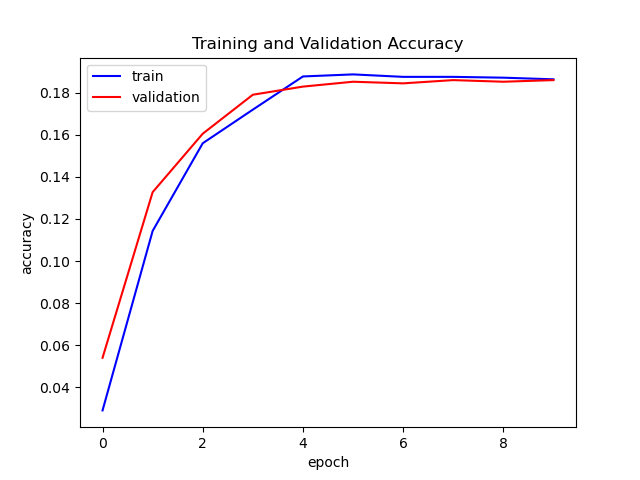 Training and Validation Accuracy
train
validation
0.18
0.16
0.14
0.12
0.10
0.08
0.06
0.04
accuracy
0 2 4 6 8
epoch